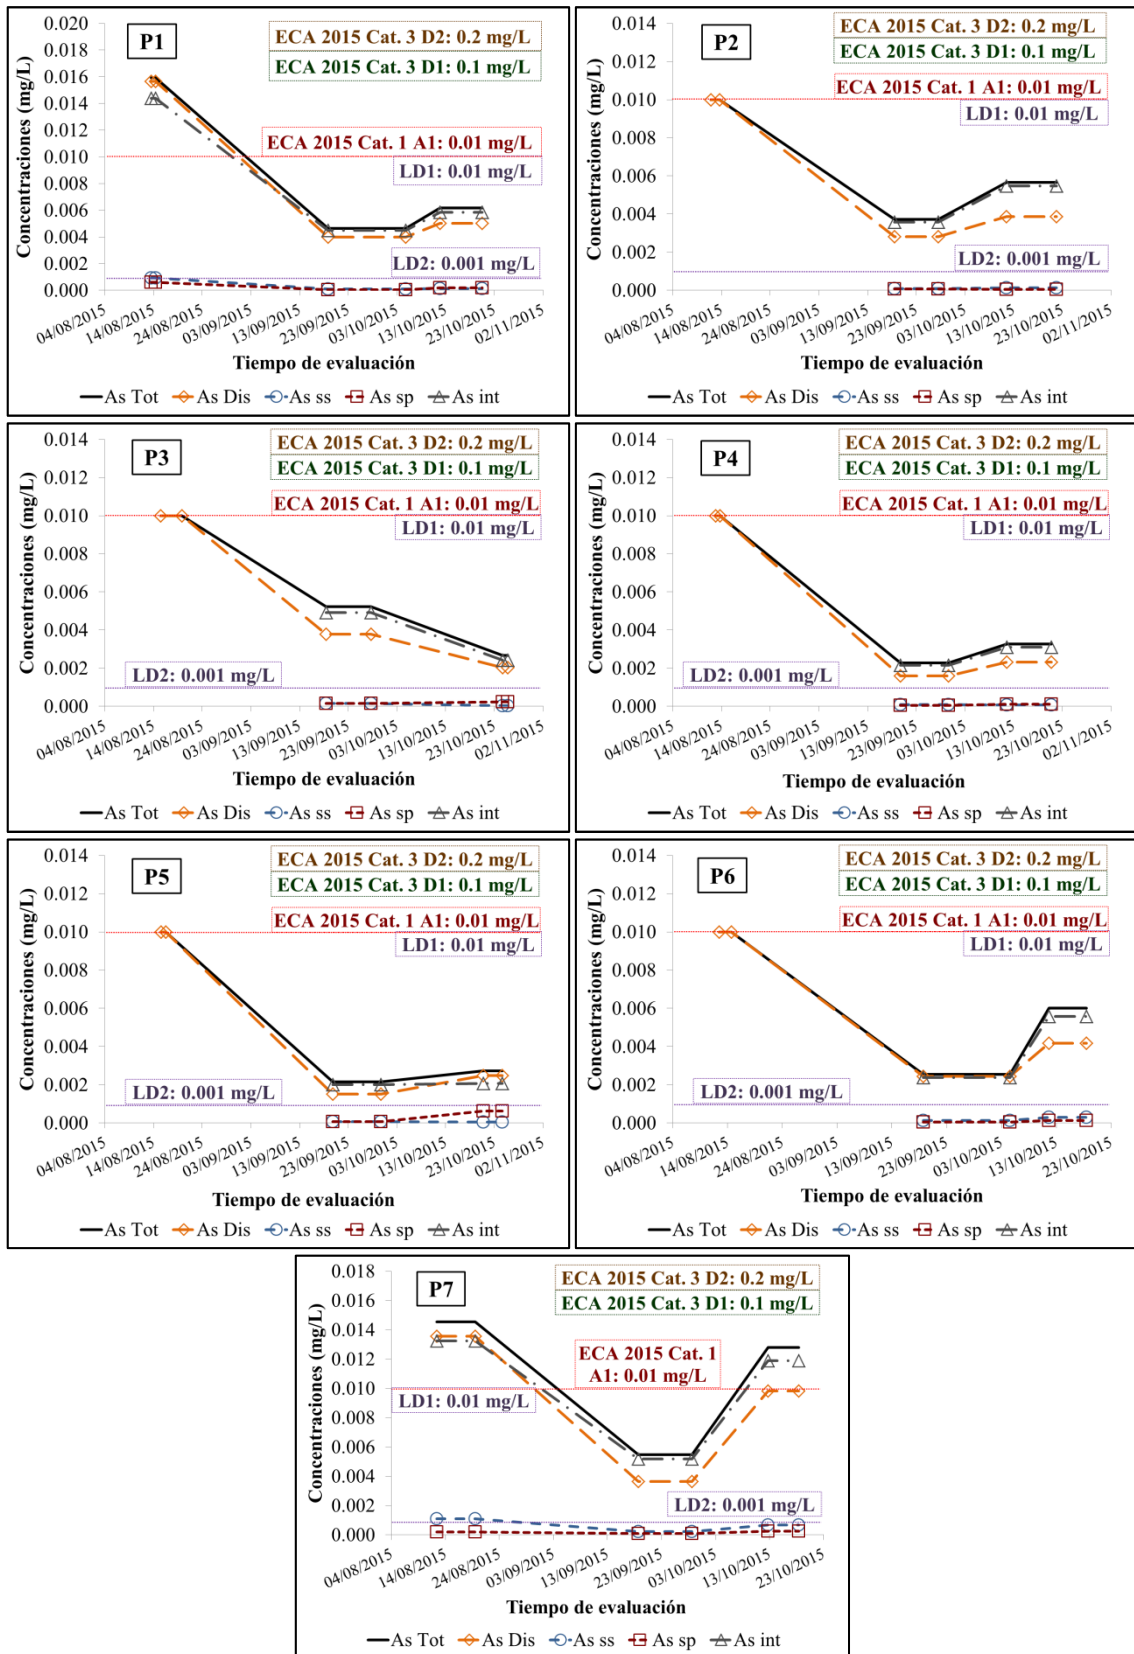 P1
ECA 2015 Cat. 3 D2: 0.2 mg/L
ECA 2015 Cat. 3 D1: 0.1 mg/L
ECA 2015 Cat. 1 A1: 0.01 mg/L
LD1: 0.01 mg/L
LD2: 0.001 mg/L
Concentraciones (mg/L)
0.020
0.018
0.016
0.014
0.012
0.010
0.008
0.006
0.004
0.002
0.000
04/08/2015
14/08/2015
24/08/2015
03/09/2015
13/09/2015
23/09/2015
03/10/2015
13/10/2015
23/10/2015
02/11/2015
Tiempo de evaluación
As Tot As Dis As ss As sp As int
P2
ECA 2015 Cat. 3 D2: 0.2 mg/L
ECA 2015 Cat. 3 D1: 0.1 mg/L
ECA 2015 Cat. 1 A1: 0.01 mg/L
LD1: 0.01 mg/L
LD2: 0.001 mg/L
Concentraciones (mg/L)
0.014
0.012
0.010
0.008
0.006
0.004
0.002
0.000
04/08/2015
14/08/2015
24/08/2015
03/09/2015
13/09/2015
23/09/2015
03/10/2015
13/10/2015
23/10/2015
02/11/2015
Tiempo de evaluación
As Tot As Dis As ss As sp As int
P3
ECA 2015 Cat. 3 D2: 0.2 mg/L
ECA 2015 Cat. 3 D1: 0.1 mg/L
ECA 2015 Cat. 1 A1: 0.01 mg/L
LD1: 0.01 mg/L
LD2: 0.001 mg/L
Concentraciones (mg/L)
0.014
0.012
0.010
0.008
0.006
0.004
0.002
0.000
04/08/2015
14/08/2015
24/08/2015
03/09/2015
13/09/2015
23/09/2015
03/10/2015
13/10/2015
23/10/2015
02/11/2015
Tiempo de evaluación
As Tot As Dis As ss As sp As int
P4
ECA 2015 Cat. 3 D2: 0.2 mg/L
ECA 2015 Cat. 3 D1: 0.1 mg/L
ECA 2015 Cat. 1 A1: 0.01 mg/L
LD1: 0.01 mg/L
LD2: 0.001 mg/L
Concentraciones (mg/L)
0.014
0.012
0.010
0.008
0.006
0.004
0.002
0.000
04/08/2015
14/08/2015
24/08/2015
03/09/2015
13/09/2015
23/09/2015
03/10/2015
13/10/2015
23/10/2015
02/11/2015
Tiempo de evaluación
As Tot As Dis As ss As sp As int
P5
ECA 2015 Cat. 3 D2: 0.2 mg/L
ECA 2015 Cat. 3 D1: 0.1 mg/L
ECA 2015 Cat. 1 A1: 0.01 mg/L
LD1: 0.01 mg/L
LD2: 0.001 mg/L
Concentraciones (mg/L)
0.014
0.012
0.010
0.008
0.006
0.004
0.002
0.000
04/08/2015
14/08/2015
24/08/2015
03/09/2015
13/09/2015
23/09/2015
03/10/2015
13/10/2015
23/10/2015
02/11/2015
Tiempo de evaluación
As Tot As Dis As ss As sp As int
P6
ECA 2015 Cat. 3 D2: 0.2 mg/L
ECA 2015 Cat. 3 D1: 0.1 mg/L
ECA 2015 Cat. 1 A1: 0.01 mg/L
LD1: 0.01 mg/L
LD2: 0.001 mg/L
Concentraciones (mg/L)
0.014
0.012
0.010
0.008
0.006
0.004
0.002
0.000
04/08/2015
14/08/2015
24/08/2015
03/09/2015
13/09/2015
23/09/2015
03/10/2015
13/10/2015
23/10/2015
Tiempo de evaluación
As Tot As Dis As ss As sp As int
P7
ECA 2015 Cat. 3 D2: 0.2 mg/L
ECA 2015 Cat. 3 D1: 0.1 mg/L
ECA 2015 Cat. 1
A1: 0.01 mg/L
LD1: 0.01 mg/L
LD2: 0.001 mg/L
Concentraciones (mg/L)
0.018
0.016
0.014
0.012
0.010
0.008
0.006
0.004
0.002
0.000
04/08/2015
14/08/2015
24/08/2015
03/09/2015
13/09/2015
23/09/2015
03/10/2015
13/10/2015
23/10/2015
Tiempo de evaluación
As Tot As Dis As ss As sp As int